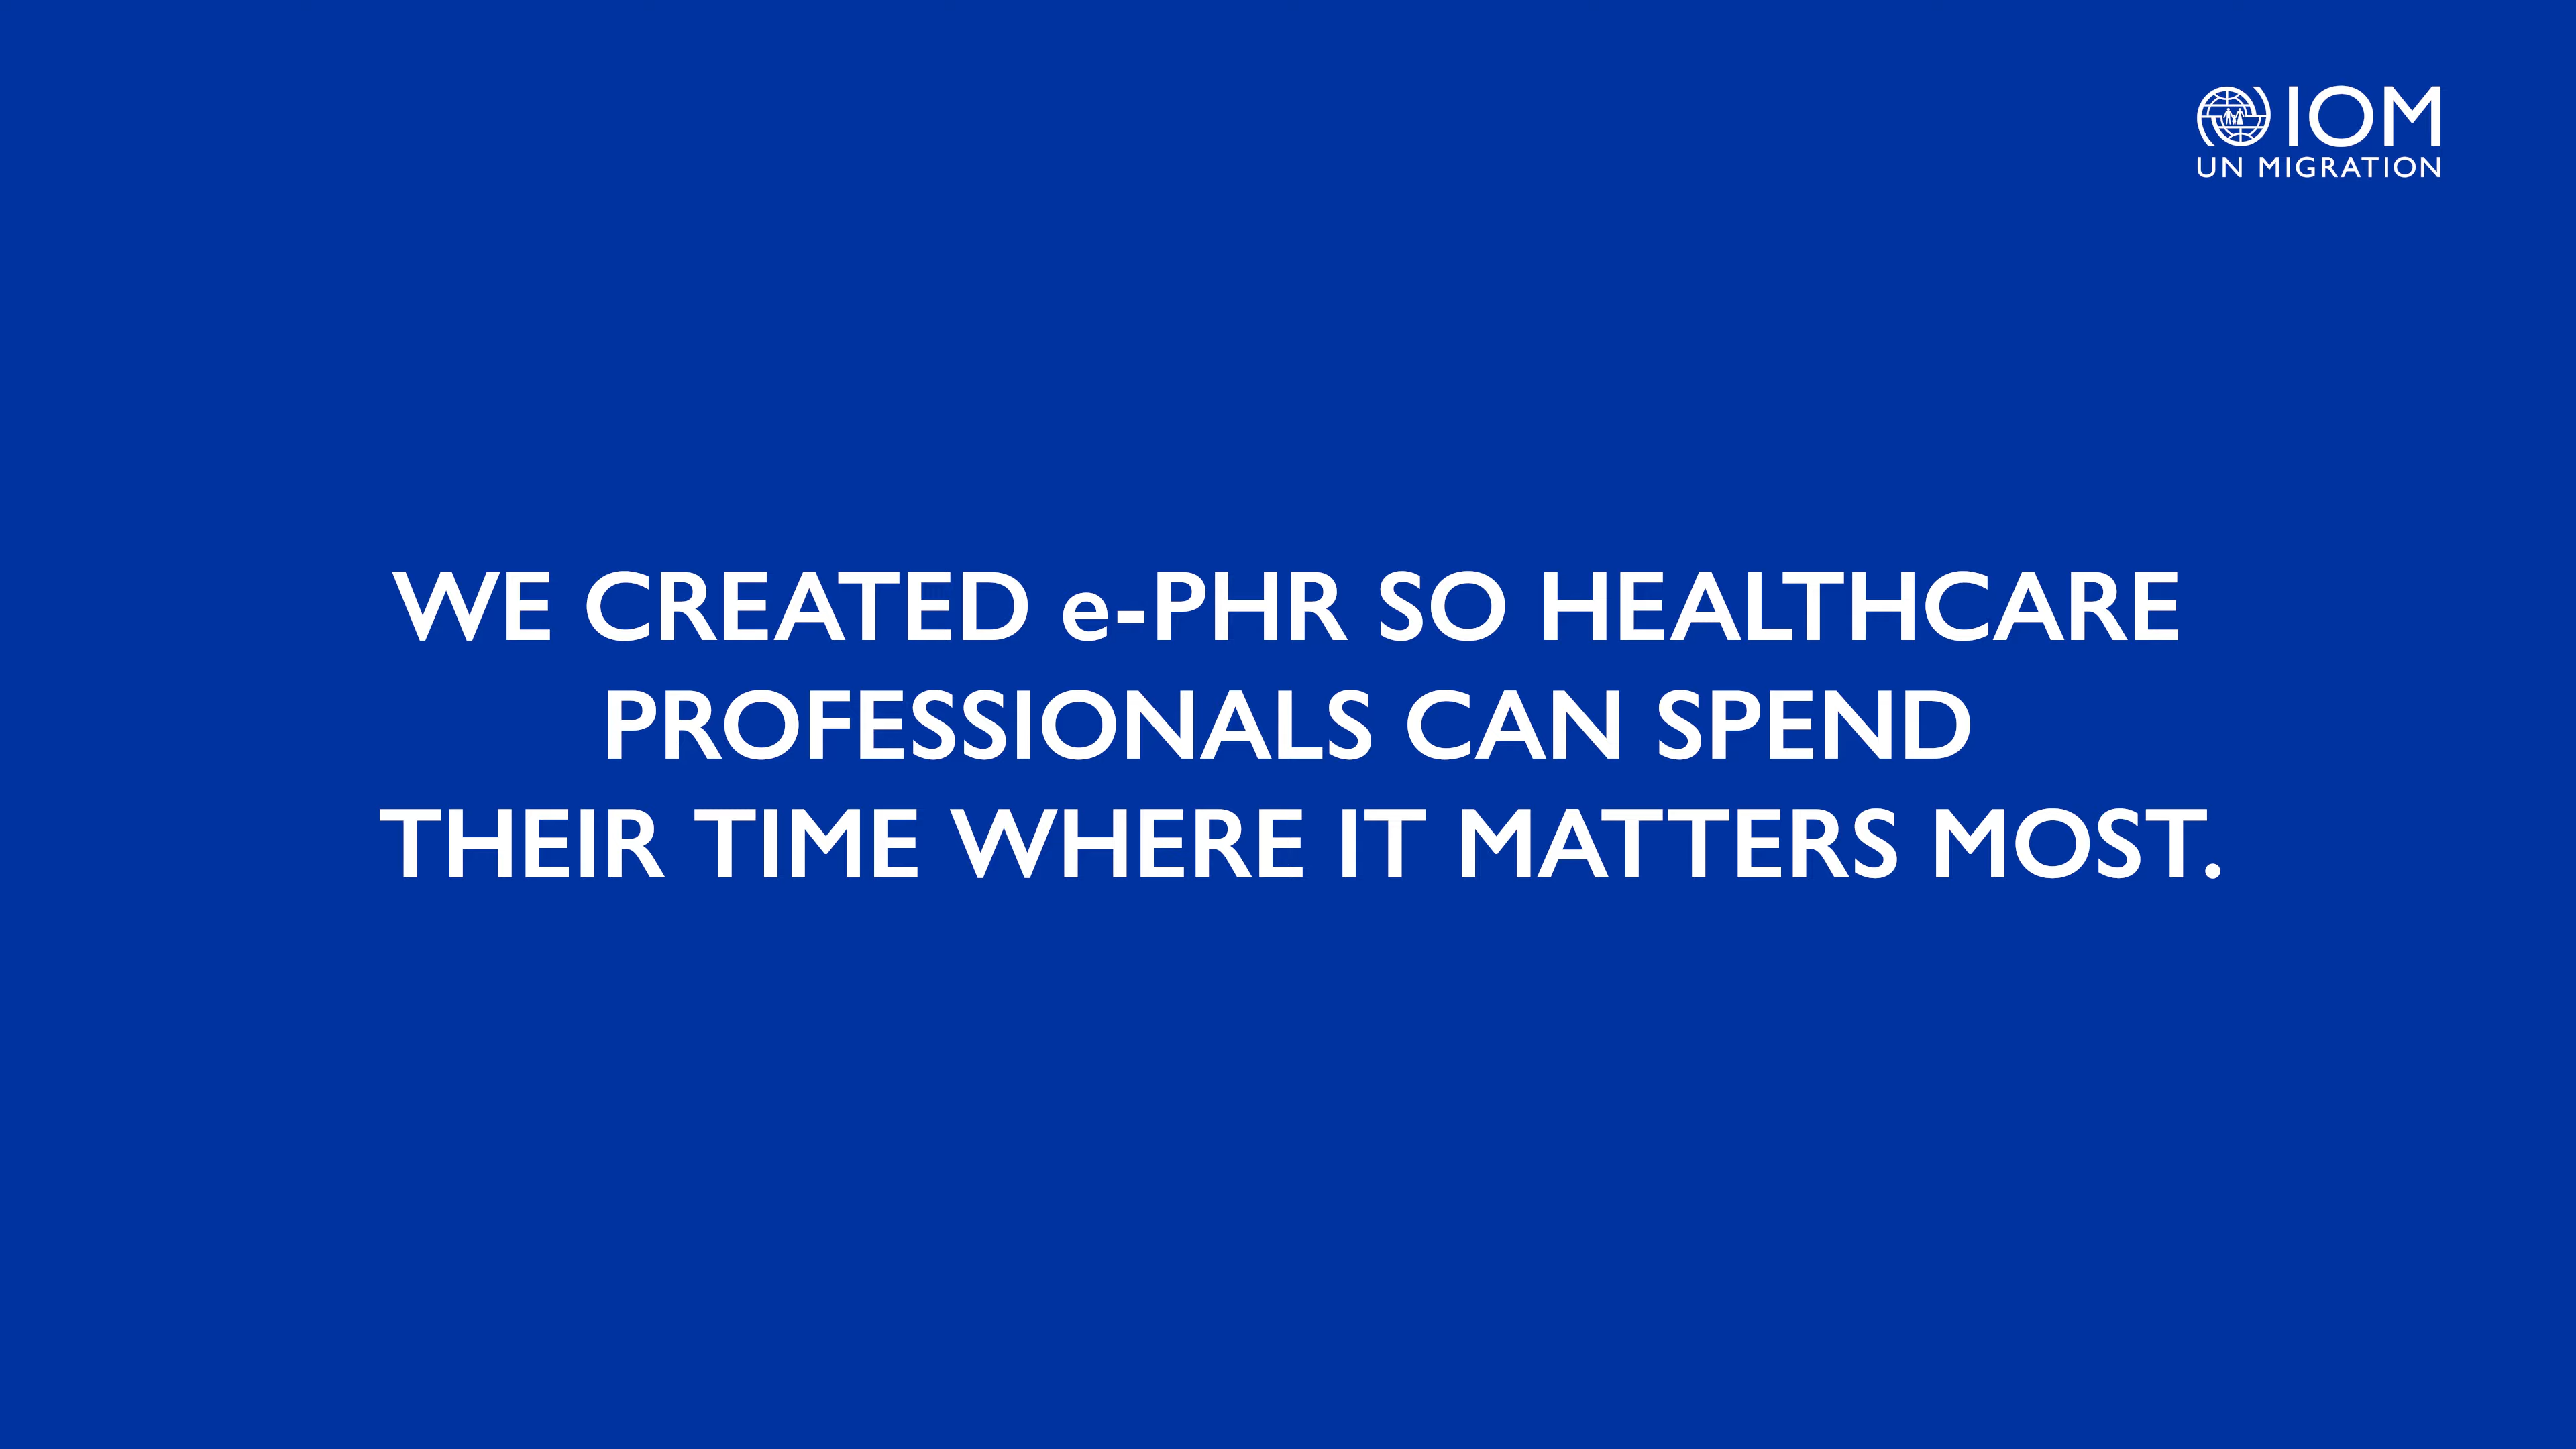 IOM
UN MIGRATION
WE CREATED e-PHR SO HEALTHCARE
PROFESSIONALS CAN SPEND
THEIR TIME WHERE IT MATTERS MOST.